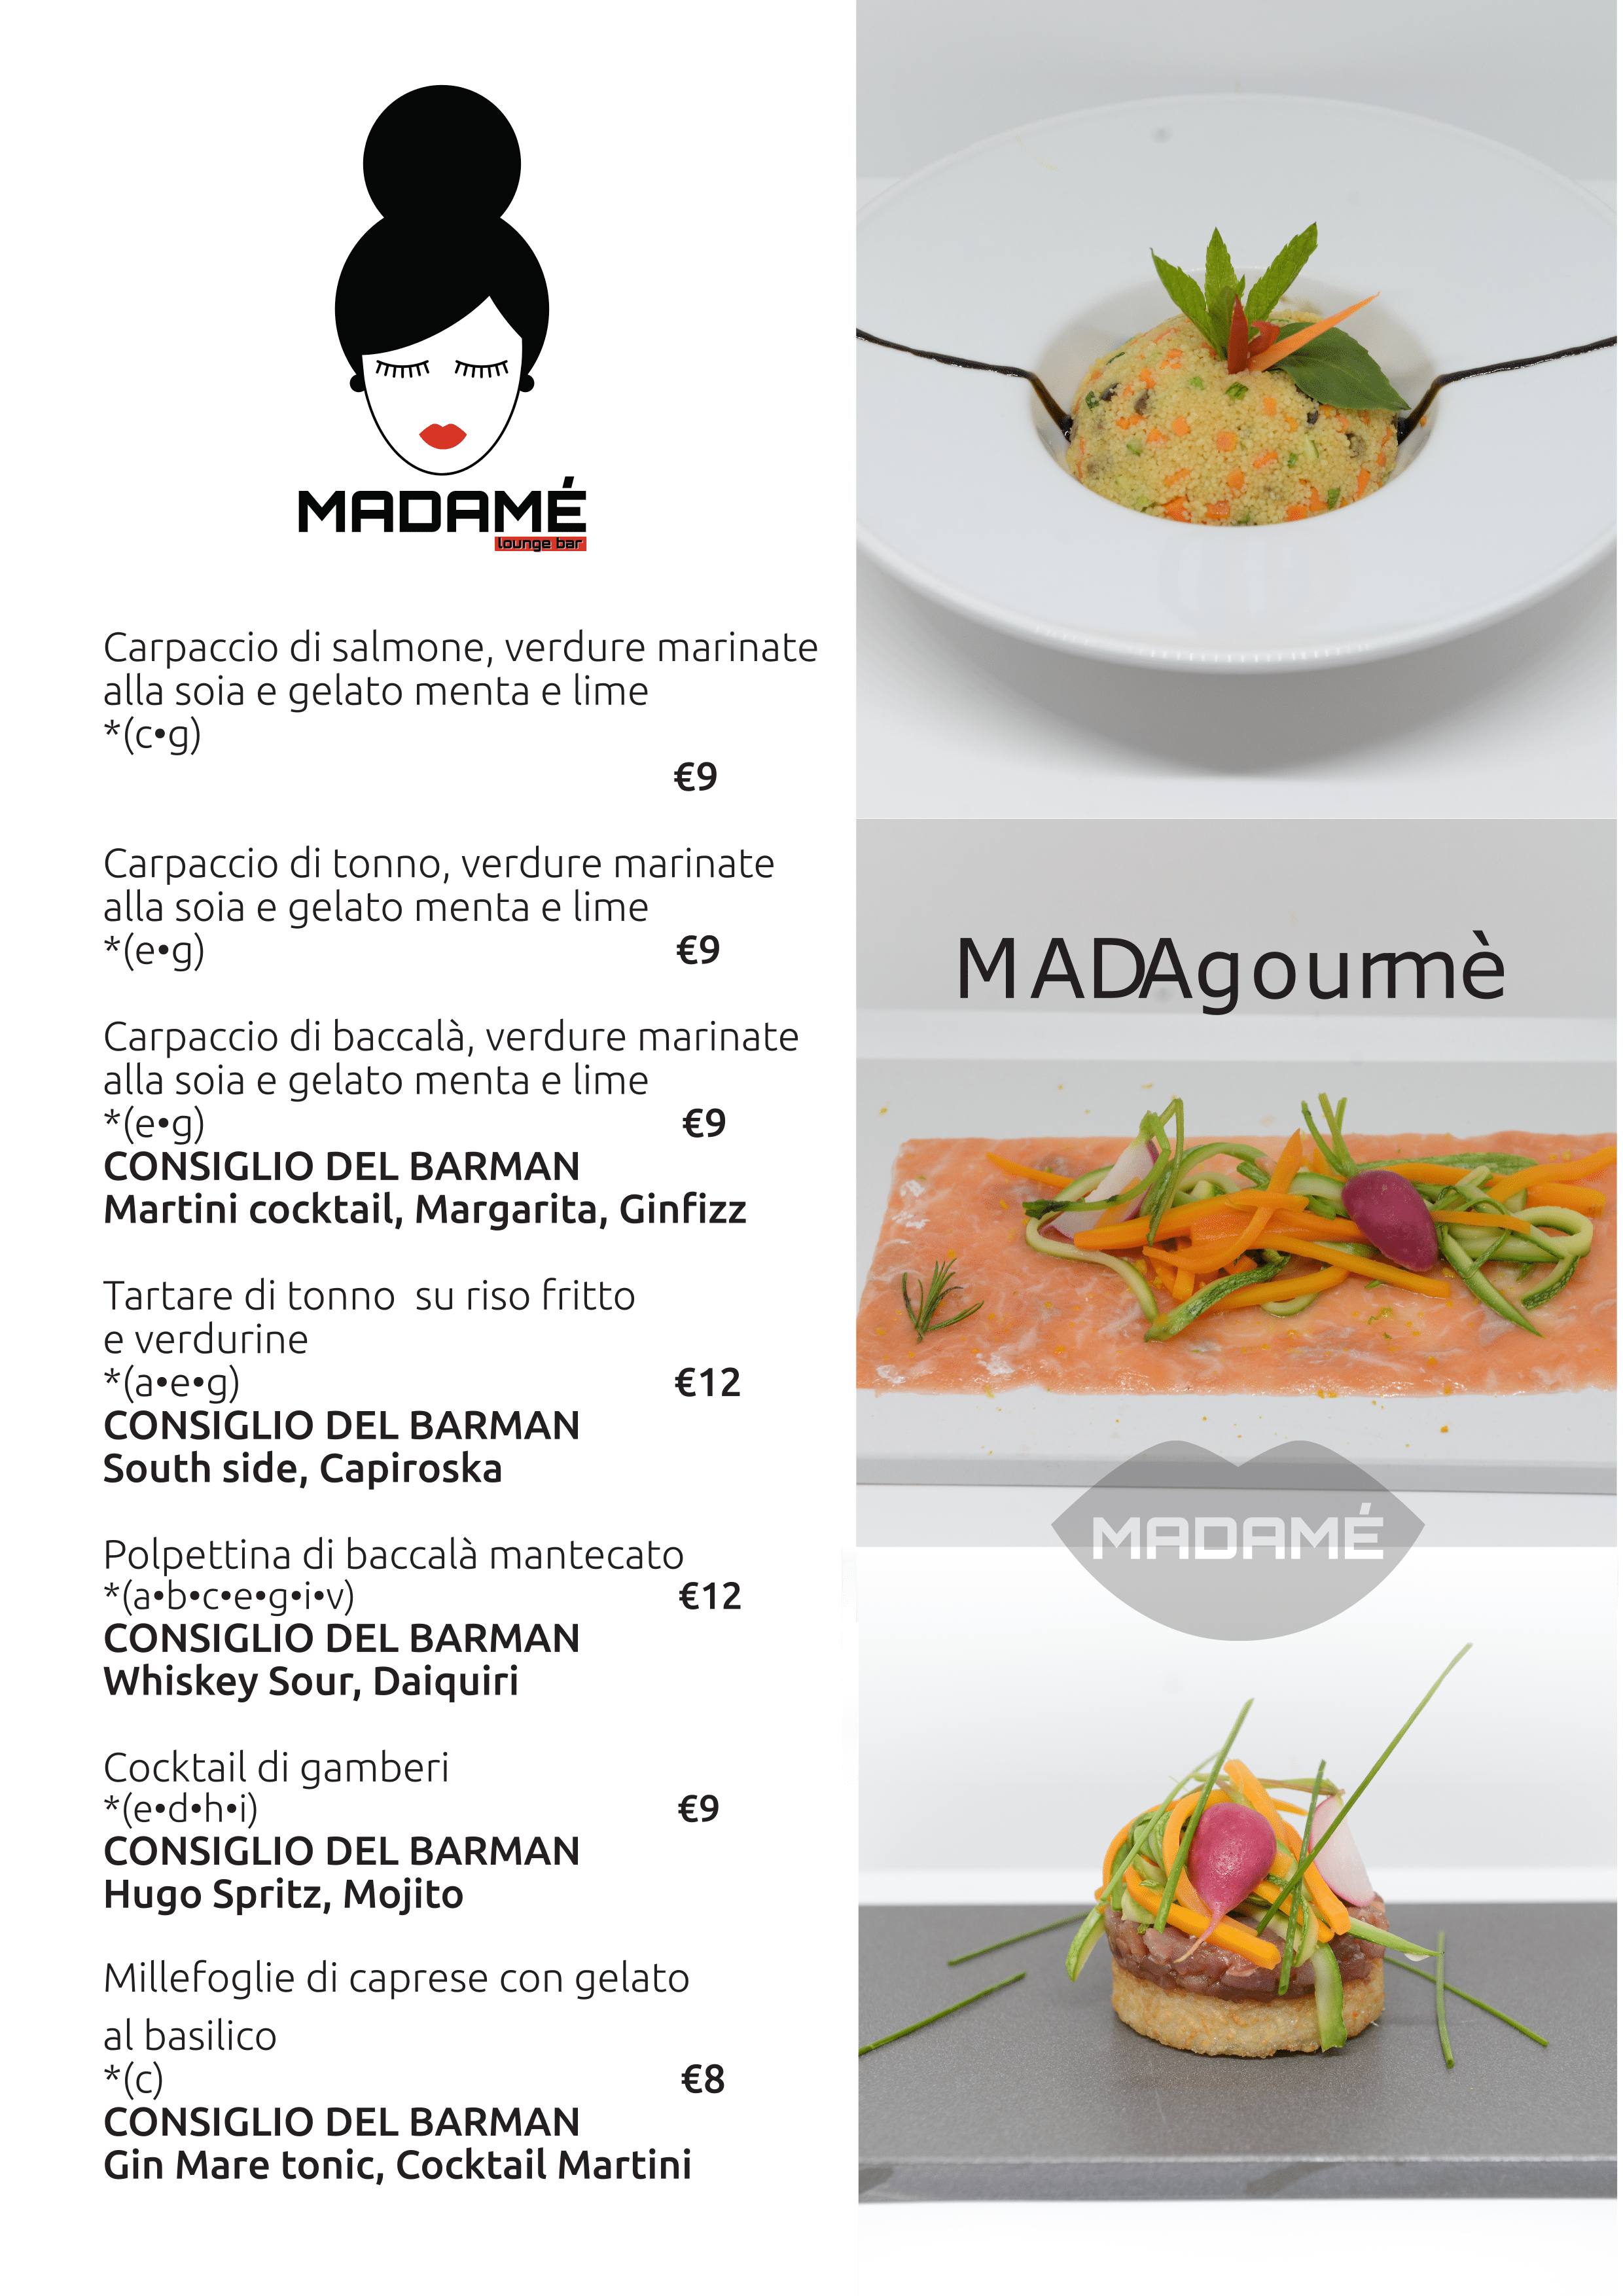 MADAMÉ
lounge bar
Carpaccio di salmone, verdure marinate
alla soia e gelato menta e lime
*(c•g)
€9
Carpaccio di tonno, verdure marinate
alla soia e gelato menta e lime
*(e•g) €9
Carpaccio di baccalà, verdure marinate
alla soia e gelato menta e lime
*(e•g) €9
CONSIGLIO DEL BARMAN
Martini cocktail, Margarita, Ginfizz
Tartare di tonno su riso fritto
e verdurine
*(a•e•g) €12
CONSIGLIO DEL BARMAN
South side, Capiroska
Polpettina di baccalà mantecato
*(a•b•c•e•g•i•v) €12
CONSIGLIO DEL BARMAN
Whiskey Sour, Daiquiri
Cocktail di gamberi
*(e•d•h•i) €9
CONSIGLIO DEL BARMAN
Hugo Spritz, Mojito
Millefoglie di caprese con gelato
al basilico
*(c) €8
CONSIGLIO DEL BARMAN
Gin Mare tonic, Cocktail Martini
MADAgourmè
MADAMÉ